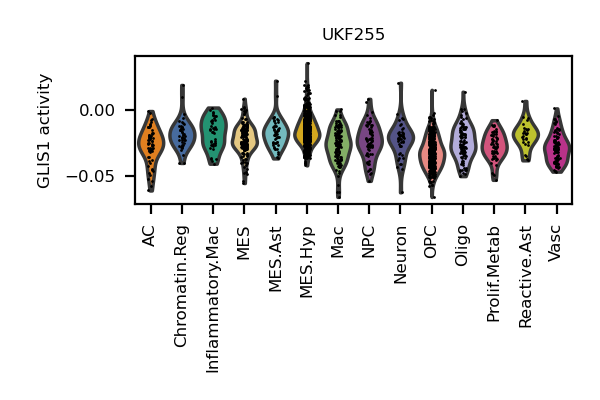 UKF255
GLIS1 activity
0.00
−0.05
AC
Chromatin.Reg
Inflammatory.Mac
MES
MES.Ast
MES.Hyp
Mac
NPC
Neuron
OPC
Oligo
Prolif.Metab
Reactive.Ast
Vasc